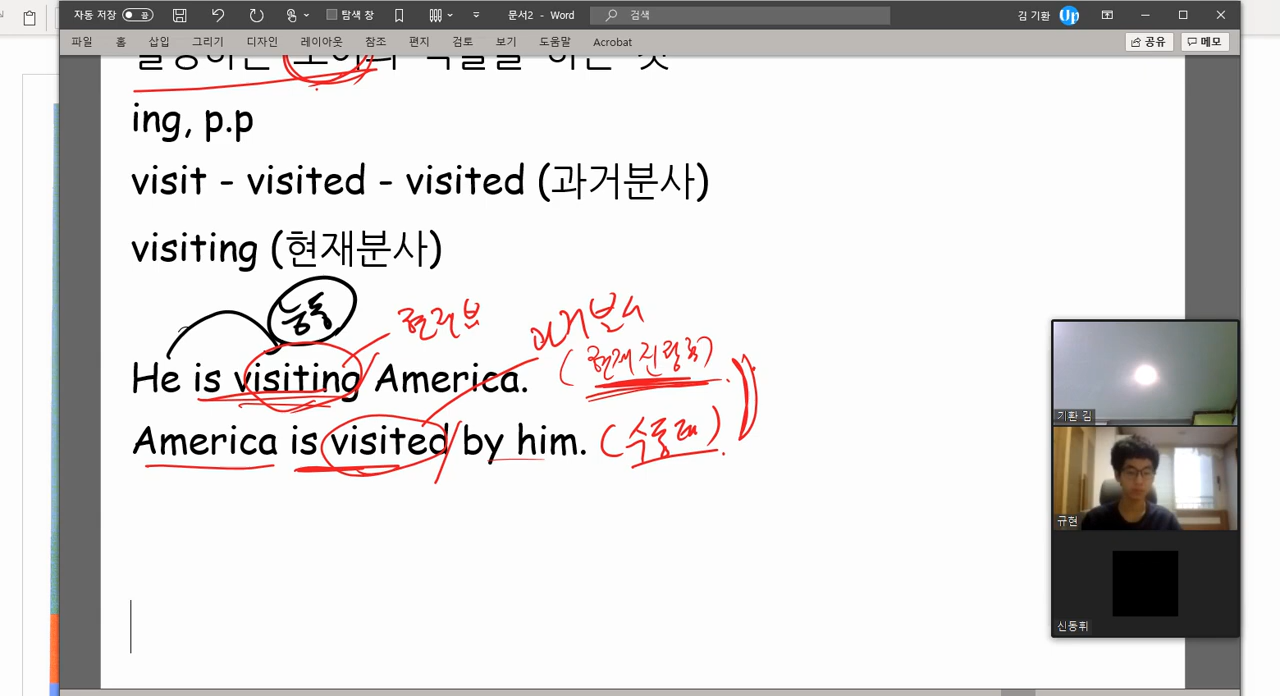 자동 저장 끔 탐색 창 문서2 - Word 검색 김 기환 Up
파일 홈 삽입 그리기 디자인 레이아웃 참조 편지 검토 보기 도움말 Acrobat 공유 메모
ing, p.p
visit - visited - visited (과거분사)
visiting (현재분사)
능동
과거분사
He is visiting America. (현재진행형)
America is visited by him. (수동태)
기환 김
규현
신동휘